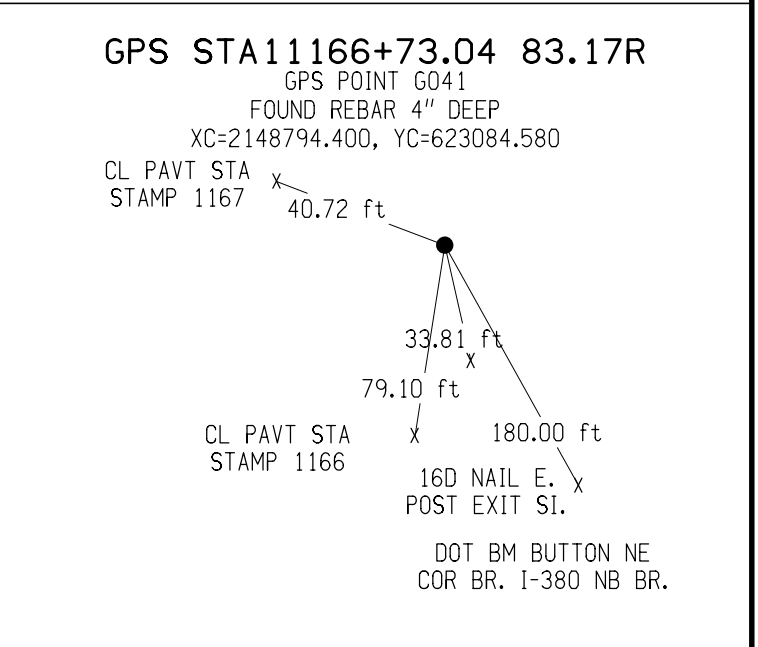 GPS STA11166+73.04 83.17R
GPS POINT G041
FOUND REBAR 4" DEEP
XC=2148794.400, YC=623084.580
CL PAVT STA
STAMP 1167
40.72 ft
33.81 ft
79.10 ft
CL PAVT STA
STAMP 1166
180.00 ft
16D NAIL E.
POST EXIT SI.
DOT BM BUTTON NE
COR BR. I-380 NB BR.